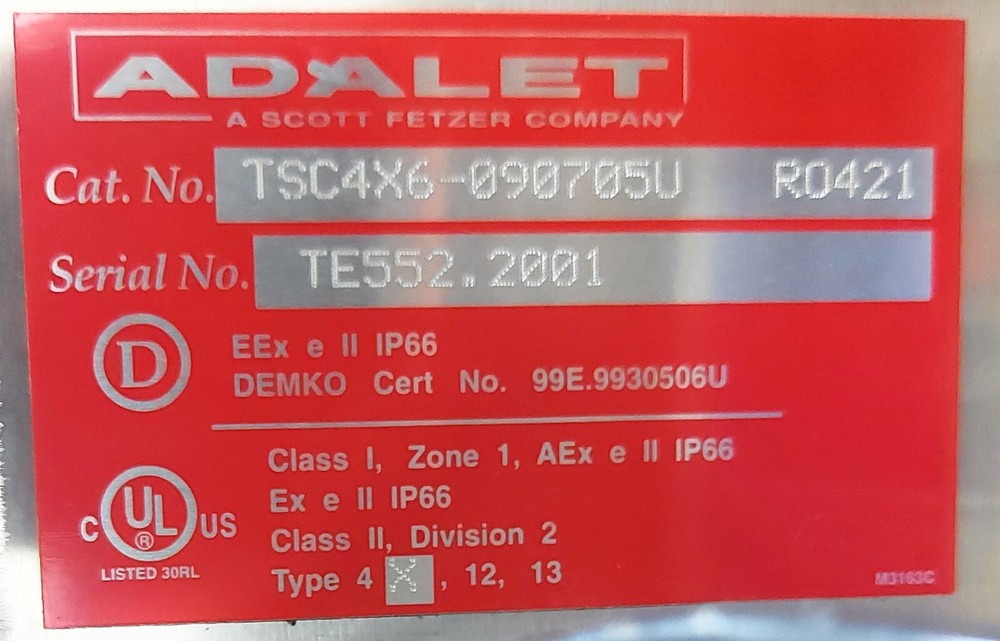 ADALET
A SCOTT FETZER COMPANY
Cat. No. TSC4X6-090705U RO421
Serial No. TE552.2001
D
EEx e II IP66
DEMKO Cert No. 99E.9930506U
Class I, Zone 1, AEx e II IP66
Ex e II IP66
C UL® US
Class II, Division 2
LISTED 30RL
Type 4 X, 12, 13
M3163C